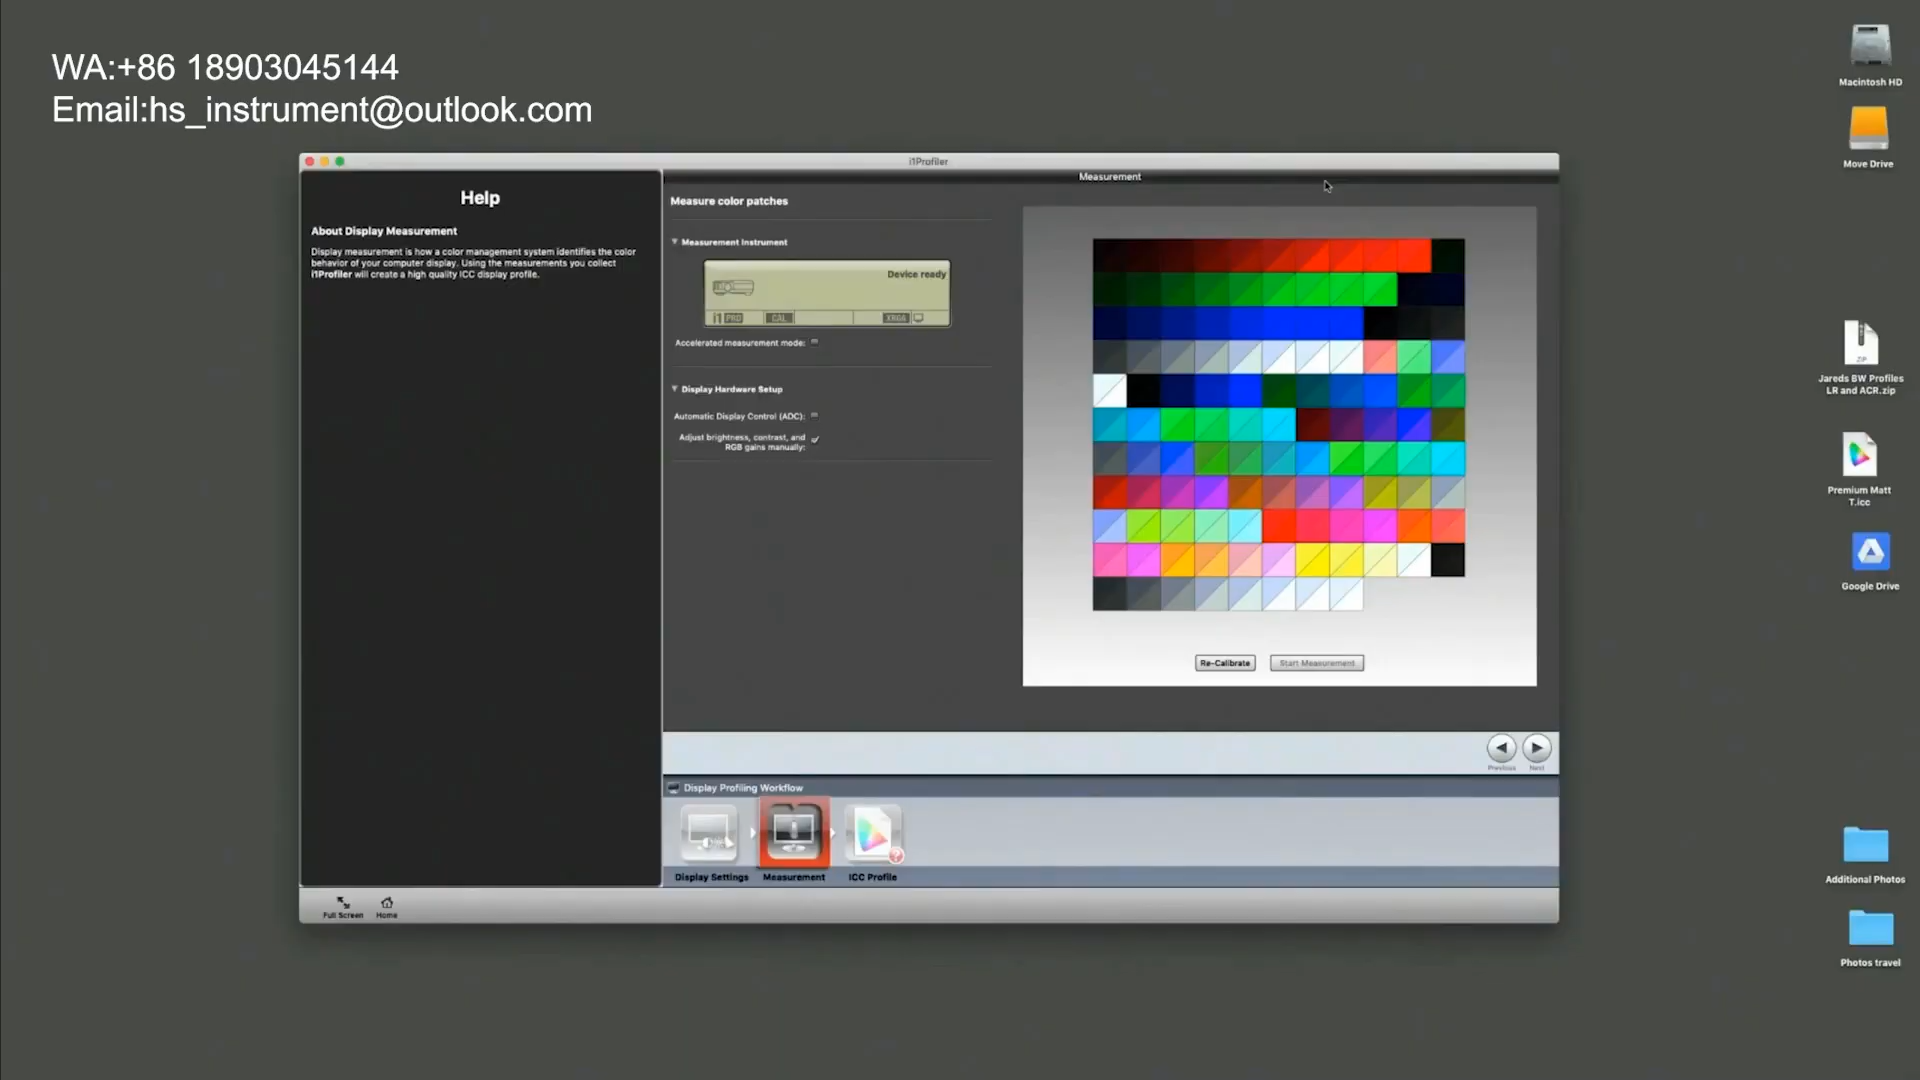 WA:+86 18903045144
Email:hs_instrument@outlook.com
Macintosh HD
Move Drive
i1Profiler
Measurement
Help
About Display Measurement
Display measurement is how a color management system identifies the color
behavior of your computer display. Using the measurements you collect
i1Profiler will create a high quality ICC display profile.
Measure color patches
Measurement Instrument
Device ready
i1 PRO CAL XRGA
Accelerated measurement mode:
Display Hardware Setup
Automatic Display Control (ADC):
Adjust brightness, contrast, and
RGB gains manually:
Re-Calibrate Start Measurement
Previous Next
Display Profiling Workflow
Display Settings Measurement ICC Profile
Full Screen Home
ZIP
Jareds BW Profiles
LR and ACR.zip
Premium Matt
T.icc
Google Drive
Additional Photos
Photos travel